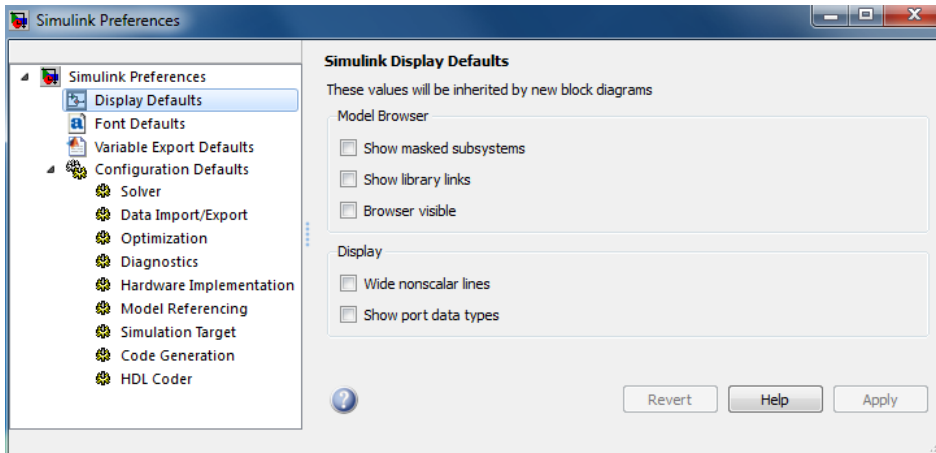 Simulink Preferences
Simulink Preferences
Display Defaults
Font Defaults
Variable Export Defaults
Configuration Defaults
Solver
Data Import/Export
Optimization
Diagnostics
Hardware Implementation
Model Referencing
Simulation Target
Code Generation
HDL Coder
Simulink Display Defaults
These values will be inherited by new block diagrams
Model Browser
Show masked subsystems
Show library links
Browser visible
Display
Wide nonscalar lines
Show port data types
Revert Help Apply